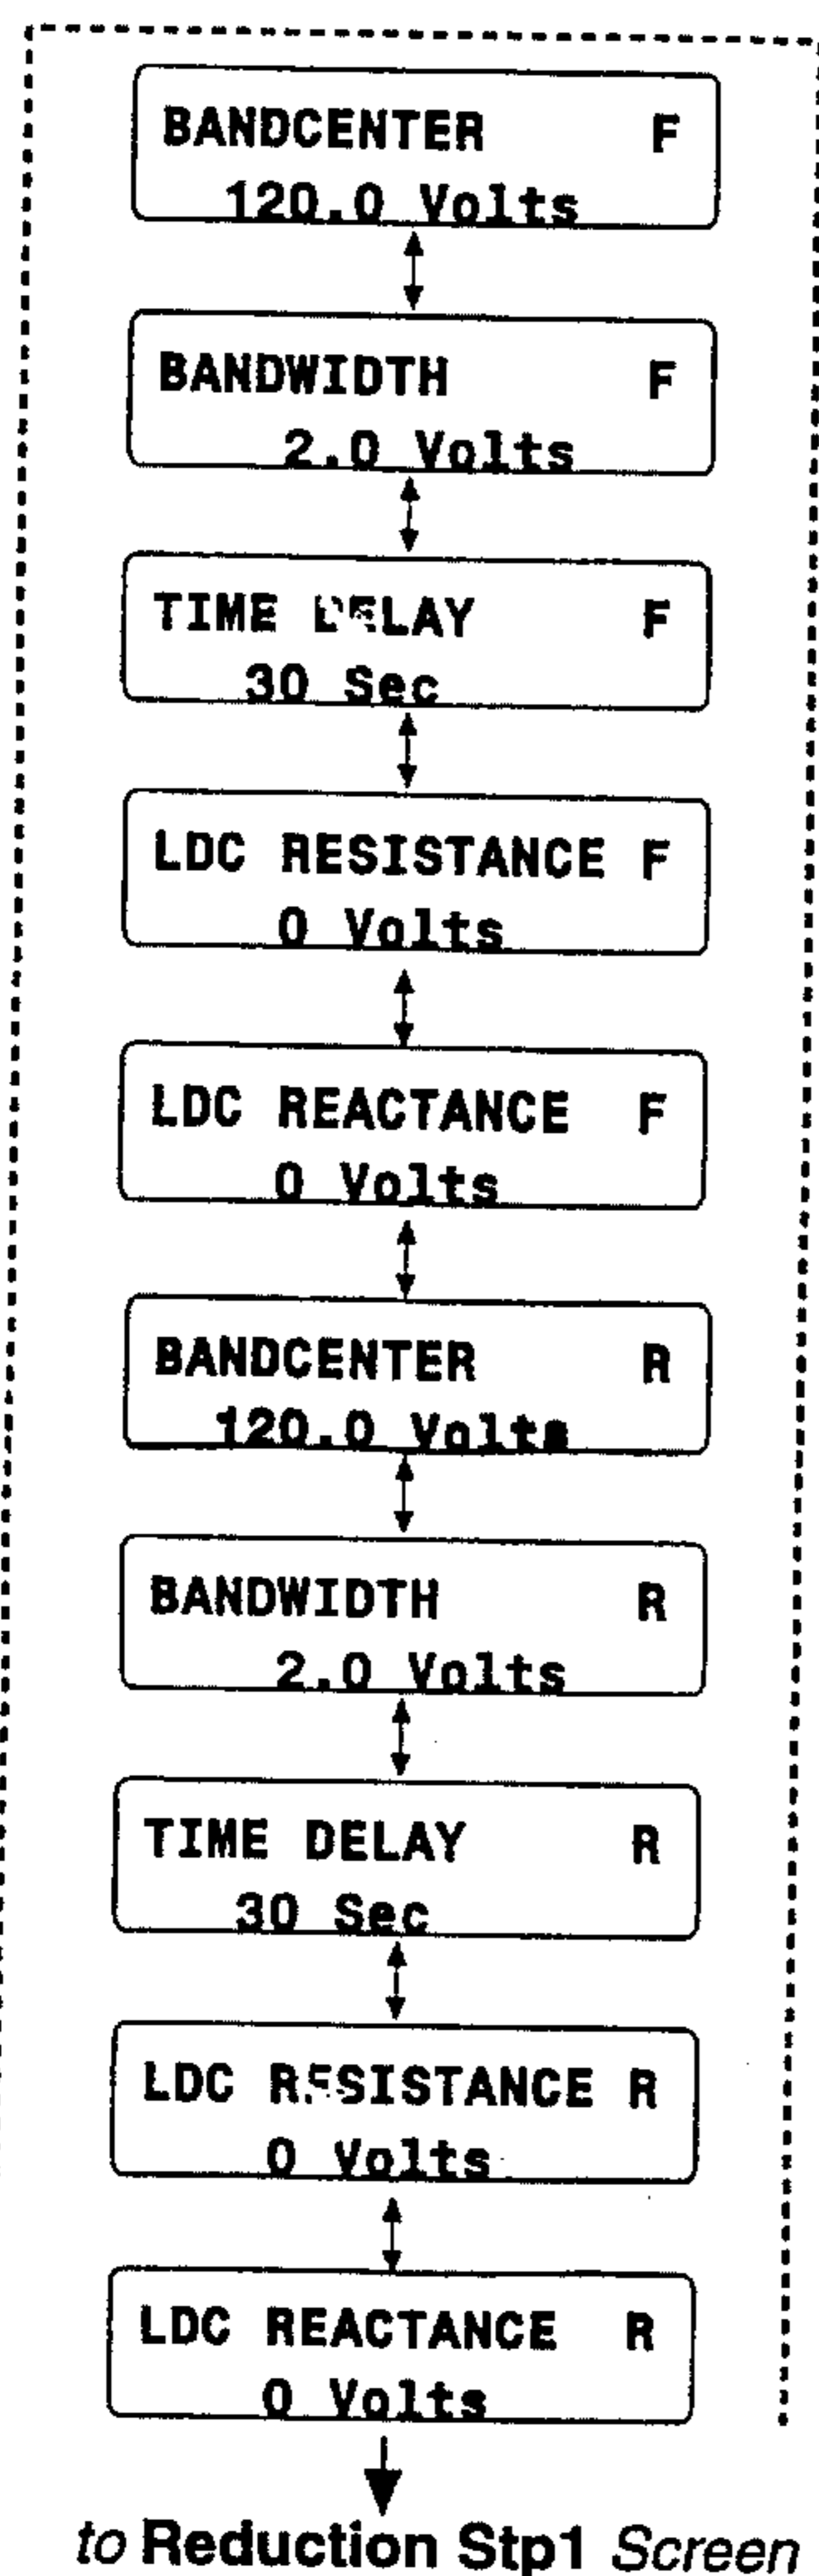 BANDCENTER F
120.0 Volts
BANDWIDTH F
2.0 Volts
TIME DELAY F
30 Sec
LDC RESISTANCE F
0 Volts
LDC REACTANCE F
0 Volts
BANDCENTER R
120.0 Volts
BANDWIDTH R
2.0 Volts
TIME DELAY R
30 Sec
LDC RESISTANCE R
0 Volts
LDC REACTANCE R
0 Volts
to Reduction Stp1 Screen